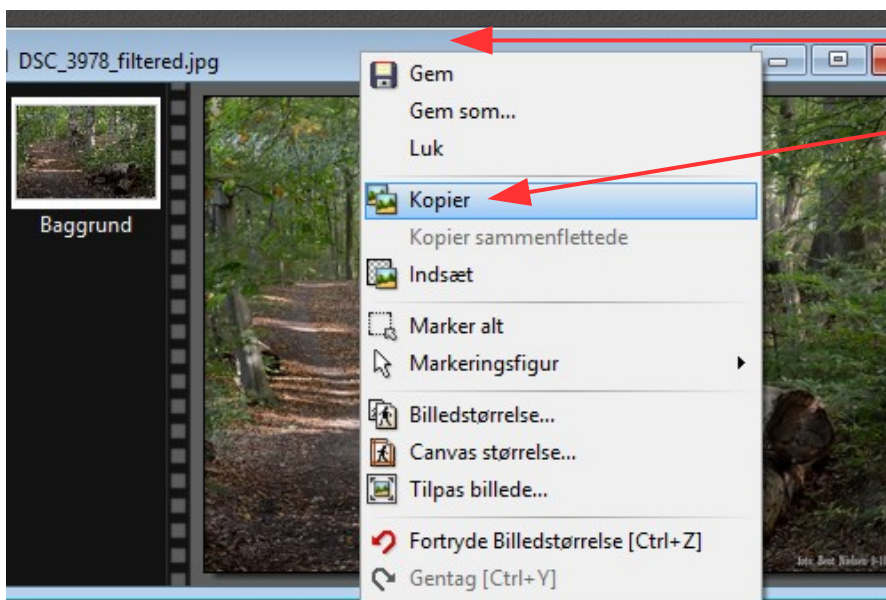 DSC_3978_filtered.jpg
Baggrund
Gem
Gem som...
Luk
Kopier
Kopier sammenflettede
Indsæt
Marker alt
Markeringsfigur
Billedstørrelse...
Canvas størrelse...
Tilpas billede...
Fortryde Billedstørrelse [Ctrl+Z]
Gentag [Ctrl+Y]